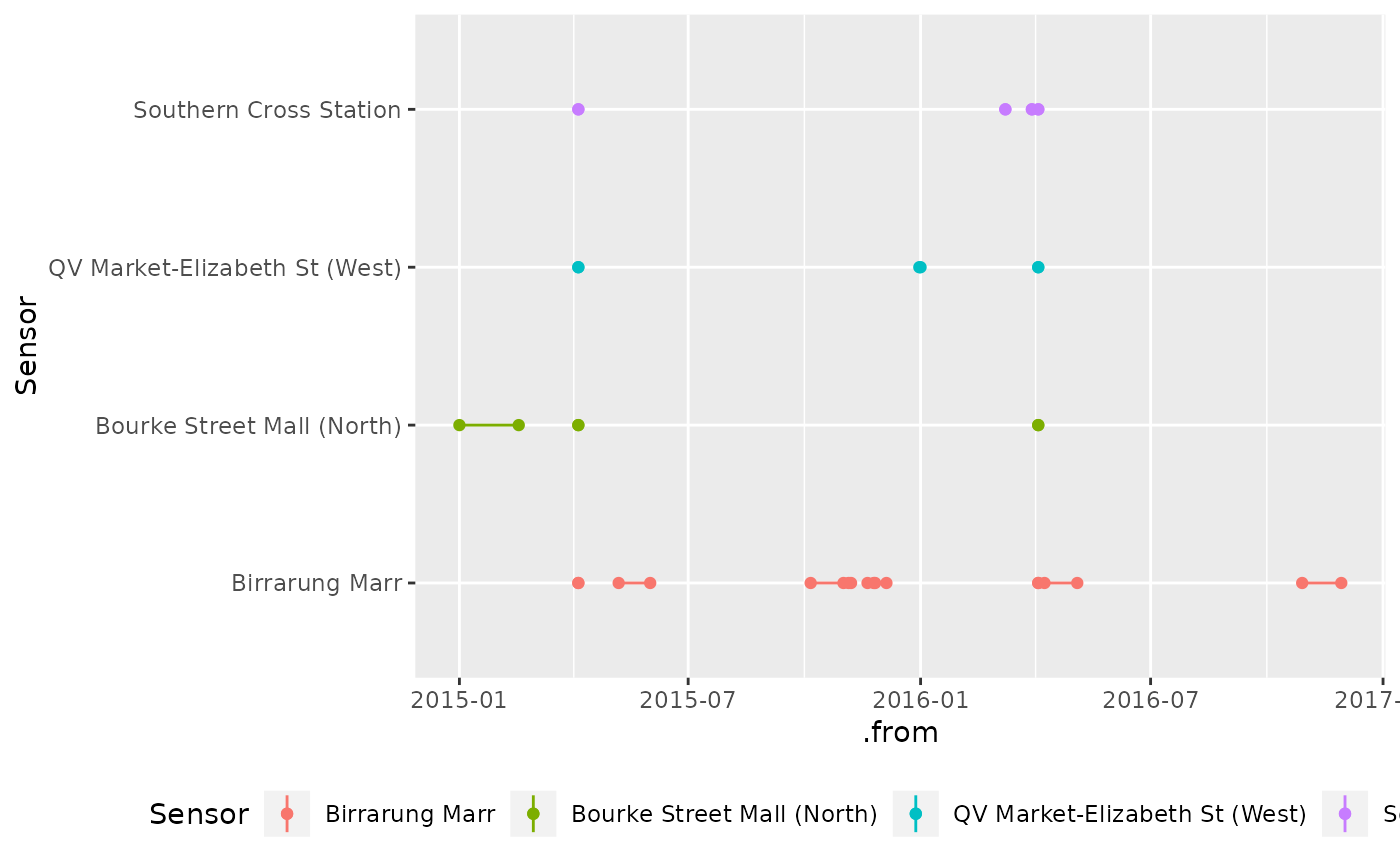 Southern Cross Station
QV Market-Elizabeth St (West)
Bourke Street Mall (North)
Birrarung Marr
Sensor
2015-01 2015-07 2016-01 2016-07 2017-
.from
Sensor Birrarung Marr Bourke Street Mall (North) QV Market-Elizabeth St (West)